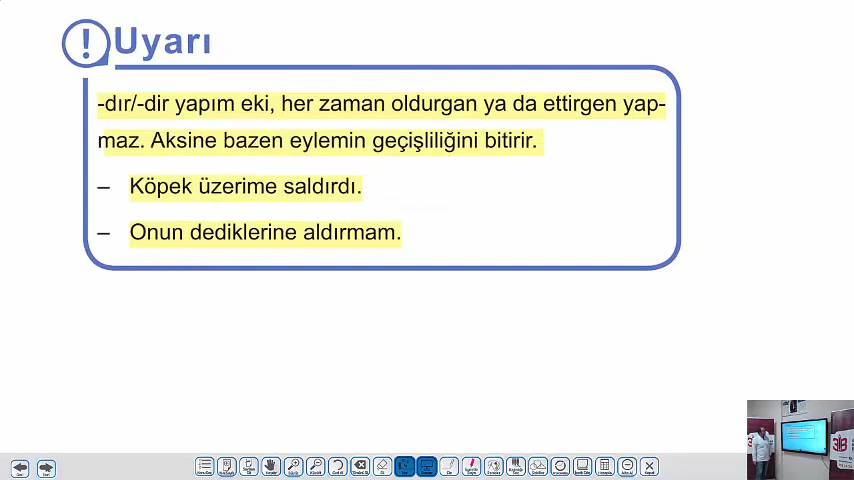 ! Uyarı
-dır/-dir yapım eki, her zaman oldurgan ya da ettirgen yap-
maz. Aksine bazen eylemin geçişliliğini bitirir.
– Köpek üzerime saldırdı.
– Onun dediklerine aldırmam.